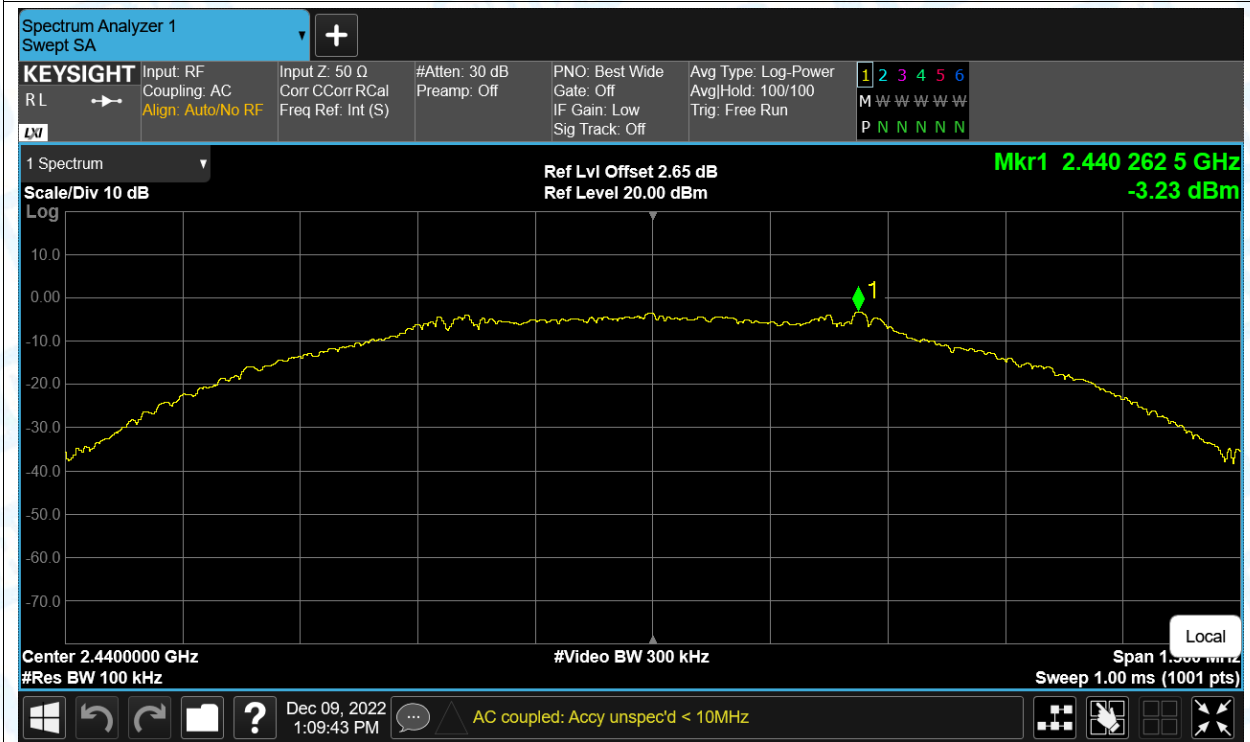 Spectrum Analyzer 1
Swept SA
KEYSIGHT
R L
LXI
Input: RF
Coupling: AC
Align: Auto/No RF
Input Z: 50 Ω
Corr CCorr RCal
Freq Ref: Int (S)
#Atten: 30 dB
Preamp: Off
PNO: Best Wide
Gate: Off
IF Gain: Low
Sig Track: Off
Avg Type: Log-Power
Avg|Hold: 100/100
Trig: Free Run
1 2 3 4 5 6
M W W W W W
P N N N N N
1 Spectrum
Scale/Div 10 dB
Log
Ref Lvl Offset 2.65 dB
Ref Level 20.00 dBm
Mkr1 2.440 262 5 GHz
-3.23 dBm
10.0
0.00
-10.0
-20.0
-30.0
-40.0
-50.0
-60.0
-70.0
1
Local
Center 2.4400000 GHz
#Res BW 100 kHz
#Video BW 300 kHz
Span 1.500 MHz
Sweep 1.00 ms (1001 pts)
?
Dec 09, 2022
1:09:43 PM
AC coupled: Accy unspec'd < 10MHz